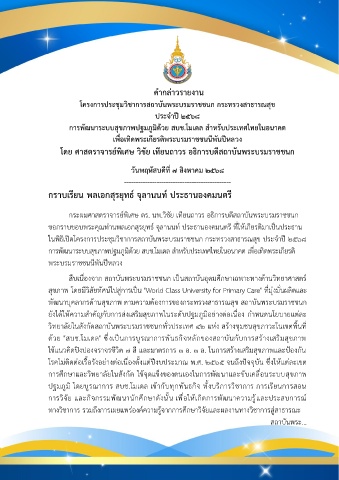 คำกล่าวรายงาน
โครงการประชุมวิชาการสถาบันพระบรมราชชนก กระทรวงสาธารณสุข
ประจำปี ๒๕๖๘
การพัฒนาระบบสุขภาพปฐมภูมิด้วย สบช.โมเดล สำหรับประเทศไทยในอนาคต
เพื่อเทิดพระเกียรติพระบรมราชชนนีพันปีหลวง
โดย ศาสตราจารย์พิเศษ วิชัย เทียนถาวร อธิการบดีสถาบันพระบรมราชชนก
วันพฤหัสบดีที่ ๗ สิงหาคม ๒๕๖๘
กราบเรียน พลเอกสุรยุทธ์ จุลานนท์ ประธานองคมนตรี
กระผมศาสตราจารย์พิเศษ ดร. นพ.วิชัย เทียนถาวร อธิการบดีสถาบันพระบรมราชชนก
ขอกราบขอบพระคุณท่านพลเอกสุรยุทธ์ จุลานนท์ ประธานองคมนตรี ที่ให้เกียรติมาเป็นประธาน
ในพิธีเปิดโครงการประชุมวิชาการสถาบันพระบรมราชชนก กระทรวงสาธารณสุข ประจำปี ๒๕๖๘
การพัฒนาระบบสุขภาพปฐมภูมิด้วย สบช.โมเดล สำหรับประเทศไทยในอนาคต เพื่อเทิดพระเกียรติ
พระบรมราชชนนีพันปีหลวง
สืบเนื่องจาก สถาบันพระบรมราชชนก เป็นสถาบันอุดมศึกษาเฉพาะทางด้านวิทยาศาสตร์
สุขภาพ โดยมีวิสัยทัศน์ไปสู่การเป็น "World Class University for Primary Care" ที่มุ่งมั่นผลิตและ
พัฒนาบุคลากรด้านสุขภาพ ตามความต้องการของกระทรวงสาธารณสุข สถาบันพระบรมราชชนก
ยังได้ให้ความสำคัญกับการส่งเสริมสุขภาพในระดับปฐมภูมิอย่างต่อเนื่อง กำหนดนโยบายแต่ละ
วิทยาลัยในสังกัดสถาบันพระบรมราชชนกทั่วประเทศ ๓๒ แห่ง สร้างชุมชนสุขภาวะในเขตพื้นที่
ด้วย "สบช.โมเดล" ซึ่งเป็นการบูรณาการพันธกิจหลักของสถาบันกับการสร้างเสริมสุขภาพ
ใช้แนวคิดปิงปองจราจรชีวิต ๗ สี และมาตรการ ๓ อ. ๓ ส. ในการสร้างเสริมสุขภาพและป้องกัน
โรคไม่ติดต่อเรื้อรังอย่างต่อเนื่องตั้งแต่ปีงบประมาณ พ.ศ. ๒๕๖๕ จนถึงปัจจุบัน ซึ่งให้แต่ละเขต
การศึกษาและวิทยาลัยในสังกัด ใช้จุดแข็งของตนเองในการพัฒนาและขับเคลื่อนระบบสุขภาพ
ปฐมภูมิ โดยบูรณาการ สบช.โมเดล เข้ากับทุกพันธกิจ ทั้งบริการวิชาการ การเรียนการสอน
การวิจัย และกิจกรรมพัฒนานักศึกษาดังนั้น เพื่อให้เกิดการพัฒนาความรู้และประสบการณ์
ทางวิชาการ รวมถึงการเผยแพร่องค์ความรู้จากการศึกษาวิจัยและผลงานทางวิชาการสู่สาธารณะ
สถาบันพระ...